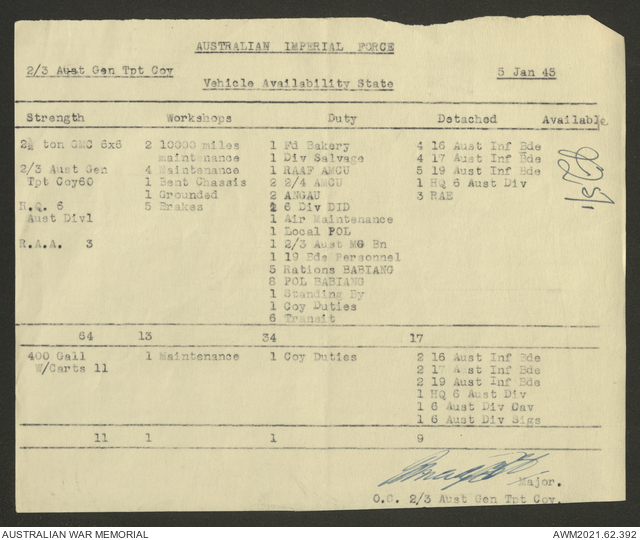 AUSTRALIAN IMPERIAL FORCE
2/3 Aust Gen Tpt Coy 5 Jan 45
Vehicle Availability State
Strength Workshops Duty Detached Available
2½ ton GMC 6x6 2 10000 miles 1 Fd Bakery 4 16 Aust Inf Bde
maintenance 1 Div Salvage 4 17 Aust Inf Bde
2/3 Aust Gen 4 Maintenance 1 RAAF AMCU 5 19 Aust Inf Bde
Tpt Coy60 1 Bent Chassis 2 2/4 AMCU 1 HQ 6 Aust Div
1 Grounded 2 ANGAU 3 RAE
H.Q. 6 5 Brakes 6 Div DID
Aust Div1 1 Air Maintenance
1 Local POL
R.A.A. 3 1 2/3 Aust MG Bn
1 19 Bde Personnel
5 Rations BABIANG
8 POL BABIANG
1 Standing By
1 Coy Duties
6 Transit
64 13 34 17
400 Gall 1 Maintenance 1 Coy Duties 2 16 Aust Inf Bde
W/Carts 11 2 17 Aust Inf Bde
2 19 Aust Inf Bde
1 HQ 6 Aust Div
1 6 Aust Div Cav
1 6 Aust Div Sigs
11 1 1 9
Major.
O.C. 2/3 Aust Gen Tpt Coy.
AUSTRALIAN WAR MEMORIAL AWM2021.62.392